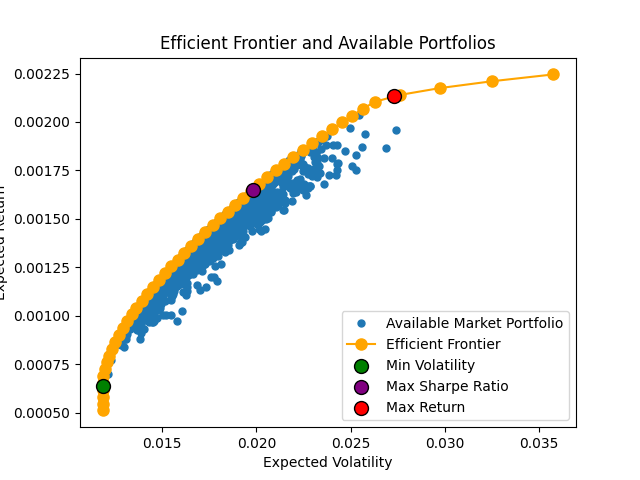 Efficient Frontier and Available Portfolios
Expected Return
0.00225
0.00200
0.00175
0.00150
0.00125
0.00100
0.00075
0.00050
Available Market Portfolio
Efficient Frontier
Min Volatility
Max Sharpe Ratio
Max Return
0.015 0.020 0.025 0.030 0.035
Expected Volatility